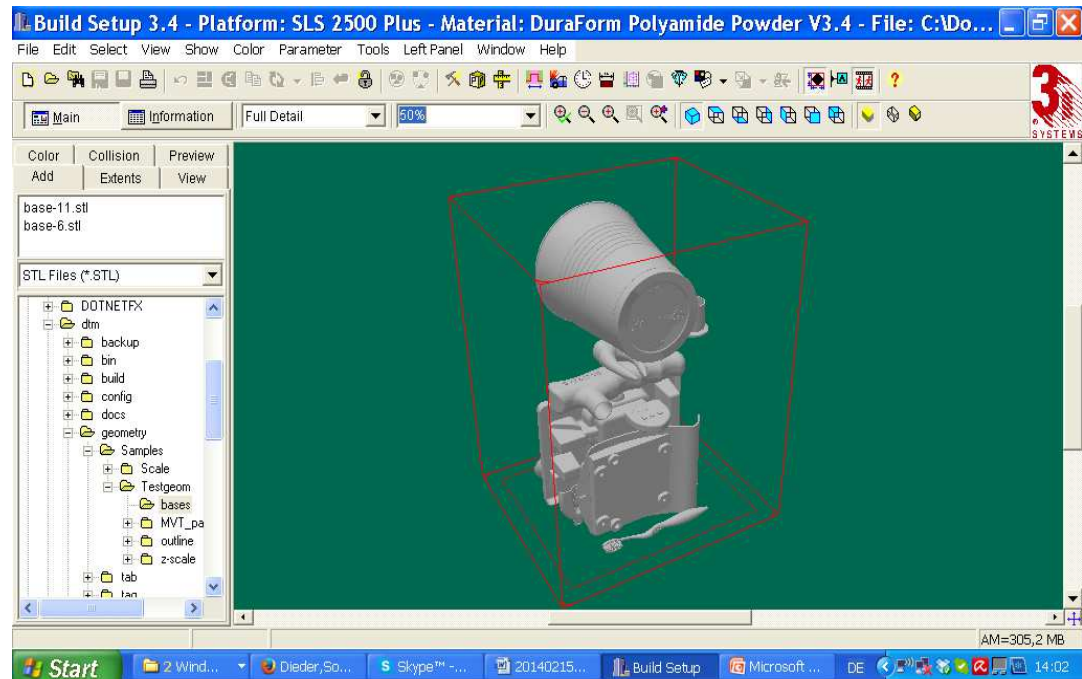 Build Setup 3.4 - Platform: SLS 2500 Plus - Material: DuraForm Polyamide Powder V3.4 - File: C:\Do...
File Edit Select View Show Color Parameter Tools Left Panel Window Help
Main Information Full Detail 50%
3D
SYSTEMS
Color Collision Preview
Add Extents View
base-11.stl
base-6.stl
STL Files (*.STL)
DOTNETFX
dtm
backup
bin
build
config
docs
geometry
Samples
Scale
Testgeom
bases
MVT_pa
outline
z-scale
tab
tag
AM=305,2 MB
Start 2 Wind... Dieder,So... Skype™ -... 20140215... Build Setup Microsoft ... DE 14:02